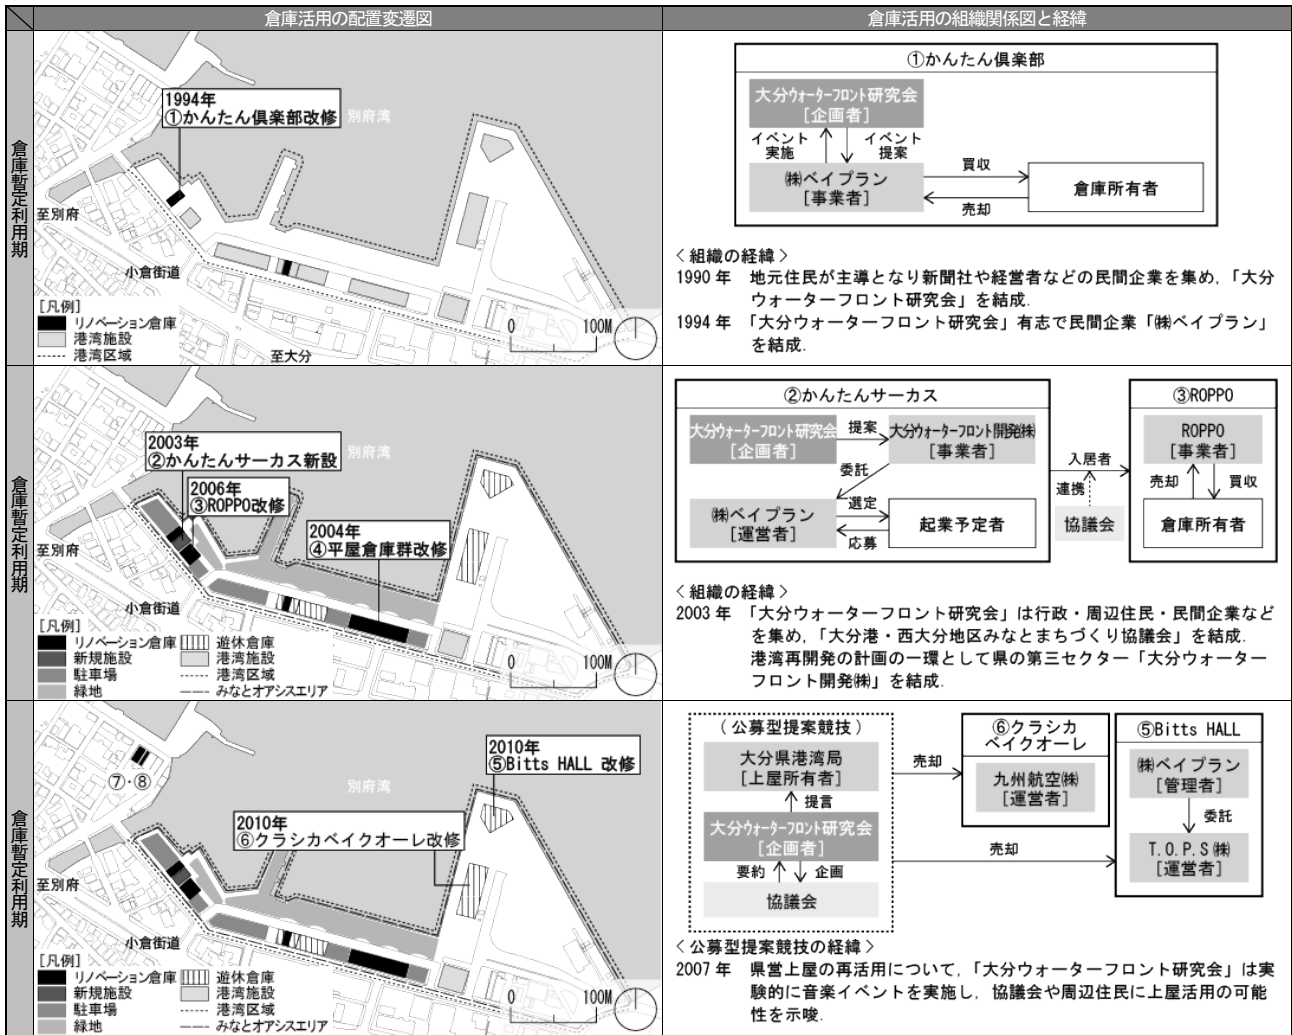 倉庫活用の配置変遷図
倉庫活用の組織関係図と経緯
倉庫暫定利用期
1994年
①かんたん倶楽部改修
別府湾
至別府
小倉街道
至大分
[凡例]
リノベーション倉庫
港湾施設
港湾区域
0
100M
①かんたん倶楽部
大分ウォーターフロント研究会
[企画者]
イベント
実施
イベント
提案
㈱ベイプラン
[事業者]
買収
売却
倉庫所有者
〈組織の経緯〉
1990年 地元住民が主導となり新聞社や経営者などの民間企業を集め,「大分
ウォーターフロント研究会」を結成.
1994年 「大分ウォーターフロント研究会」有志で民間企業「㈱ベイプラン」
を結成.
倉庫暫定利用期
2003年
②かんたんサーカス新設
2006年
③ROPPO改修
2004年
④平屋倉庫群改修
別府湾
至別府
小倉街道
[凡例]
リノベーション倉庫
新規施設
駐車場
緑地
遊休倉庫
港湾施設
港湾区域
みなとオアシスエリア
0
100M
②かんたんサーカス
大分ウォーターフロント研究会
[企画者]
提案
大分ウォーターフロント開発㈱
[事業者]
委託
㈱ベイプラン
[運営者]
選定
応募
起業予定者
入居者
連携
協議会
③ROPPO
ROPPO
[事業者]
売却
買収
倉庫所有者
〈組織の経緯〉
2003年 「大分ウォーターフロント研究会」は行政・周辺住民・民間企業など
を集め,「大分港・西大分地区みなとまちづくり協議会」を結成.
港湾再開発の計画の一環として県の第三セクター「大分ウォーター
フロント開発㈱」を結成.
倉庫暫定利用期
⑦・⑧
2010年
⑤Bitts HALL 改修
2010年
⑥クラシカベイクオーレ改修
別府湾
至別府
小倉街道
[凡例]
リノベーション倉庫
新規施設
駐車場
緑地
遊休倉庫
港湾施設
港湾区域
みなとオアシスエリア
0
100M
(公募型提案競技)
大分県港湾局
[上屋所有者]
提言
大分ウォーターフロント研究会
[企画者]
要約
企画
協議会
売却
売却
⑥クラシカ
ベイクオーレ
九州航空㈱
[運営者]
⑤Bitts HALL
㈱ベイプラン
[管理者]
委託
T.O.P.S㈱
[運営者]
〈公募型提案競技の経緯〉
2007年 県営上屋の再活用について,「大分ウォーターフロント研究会」は実
験的に音楽イベントを実施し, 協議会や周辺住民に上屋活用の可能
性を示唆.